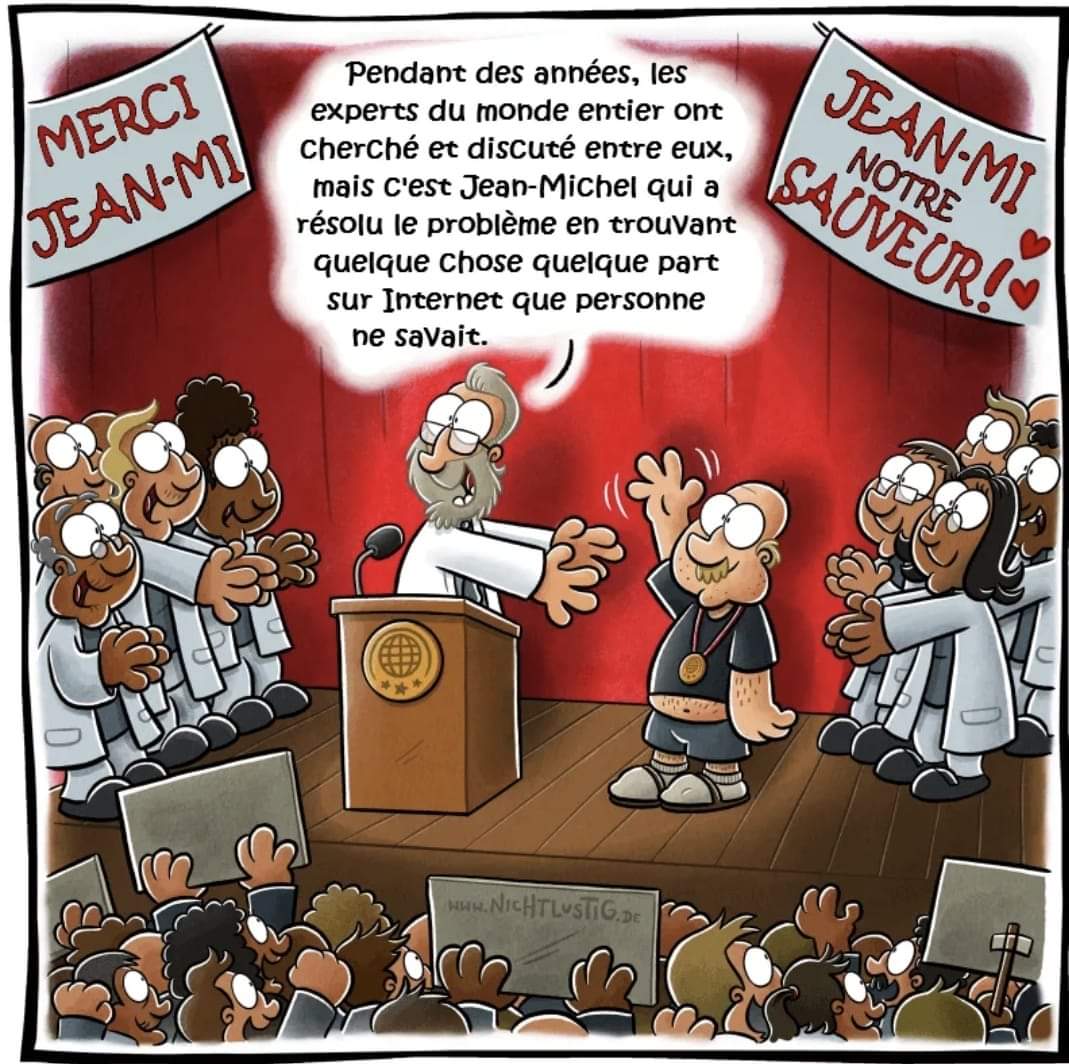 MERCI
JEAN-MI
Pendant des années, les
experts du monde entier ont
cherché et discuté entre eux,
mais c'est Jean-Michel qui a
résolu le problème en trouvant
quelque chose quelque part
sur Internet que personne
ne savait.
JEAN-MI
NOTRE
SAUVEUR!
www.NICHTLUSTIG.DE